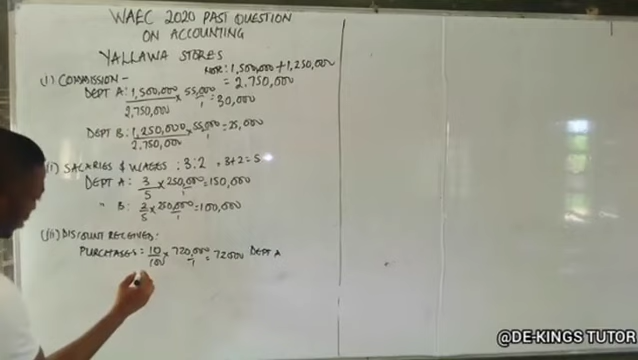 WAEC 2020 PAST QUESTION
ON ACCOUNTING
YALLAWA STORES
(I) COMMISSION -
NOR: 1,500,000 + 1,250,000
= 2,750,000
DEPT A: 1,500,000/2,750,000 × 55,000/1 = 30,000
DEPT B: 1,250,000/2,750,000 × 55,000/1 = 25,000
(ii) SALARIES $ WAGES : 3:2 = 3+2=5
DEPT A: 3/5 × 250,000/1 = 150,000
" B: 2/5 × 250,000/1 = 100,000
(iii) DISCOUNT RECEIVED:
PURCHASES = 10/100 × 720,000/1 = 72000 DEPT A
@DE-KINGS TUTOR